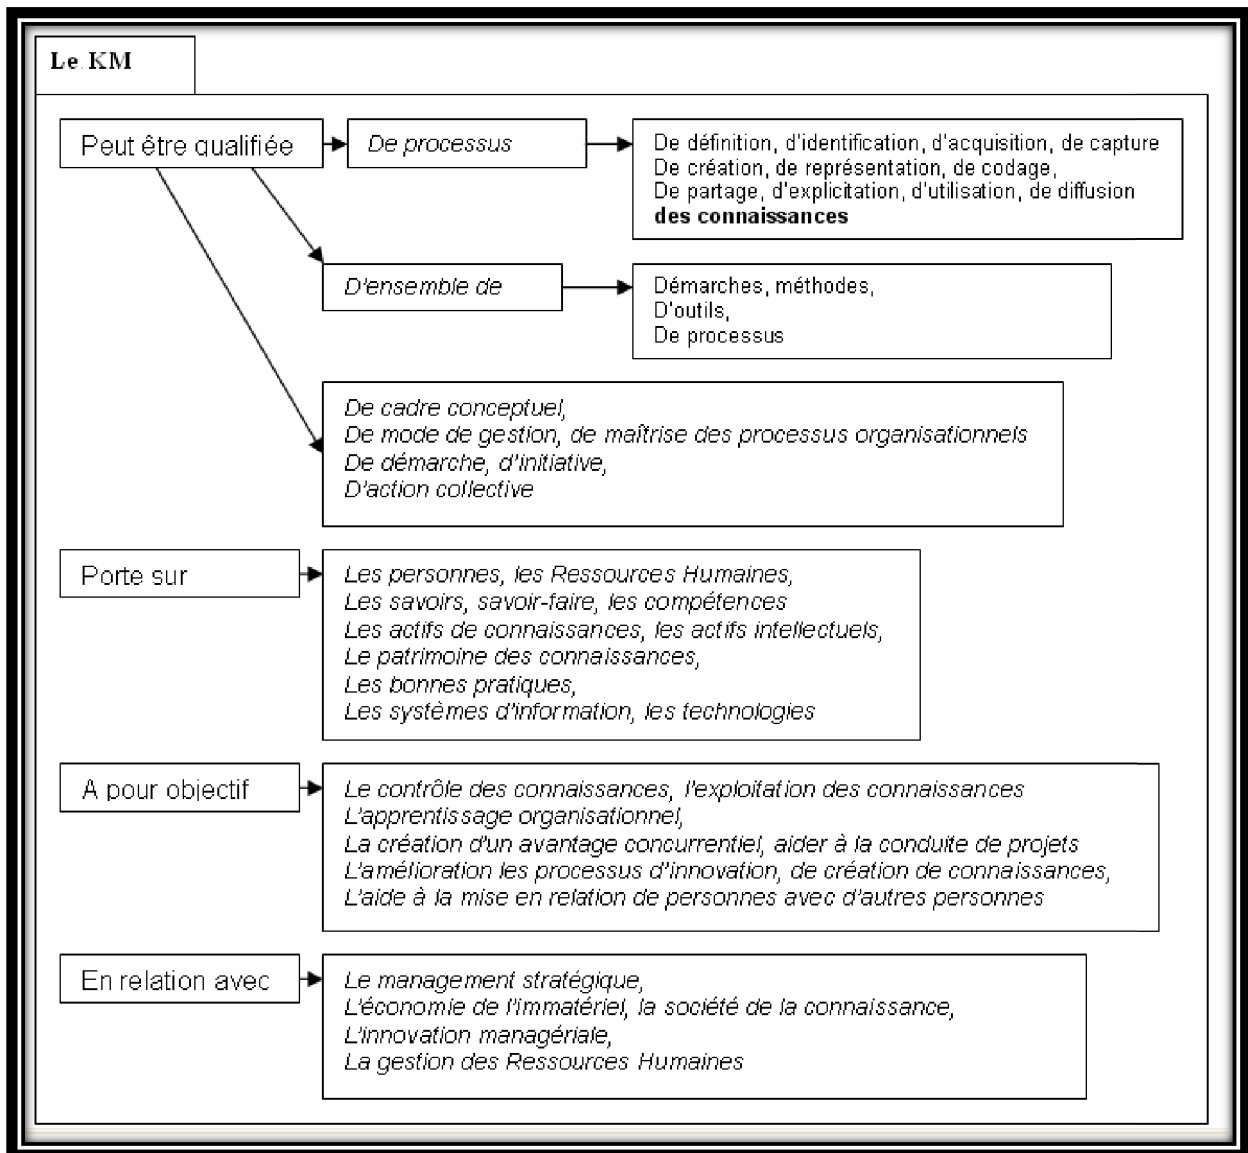 Le KM
Peut être qualifiée
De processus
De définition, d'identification, d'acquisition, de capture
De création, de représentation, de codage,
De partage, d'explicitation, d'utilisation, de diffusion
des connaissances
D'ensemble de
Démarches, méthodes,
D'outils,
De processus
De cadre conceptuel,
De mode de gestion, de maîtrise des processus organisationnels
De démarche, d'initiative,
D'action collective
Porte sur
Les personnes, les Ressources Humaines,
Les savoirs, savoir-faire, les compétences
Les actifs de connaissances, les actifs intellectuels,
Le patrimoine des connaissances,
Les bonnes pratiques,
Les systèmes d'information, les technologies
A pour objectif
Le contrôle des connaissances, l'exploitation des connaissances
L'apprentissage organisationnel,
La création d'un avantage concurrentiel, aider à la conduite de projets
L'amélioration les processus d'innovation, de création de connaissances,
L'aide à la mise en relation de personnes avec d'autres personnes
En relation avec
Le management stratégique,
L'économie de l'immatériel, la société de la connaissance,
L'innovation managériale,
La gestion des Ressources Humaines